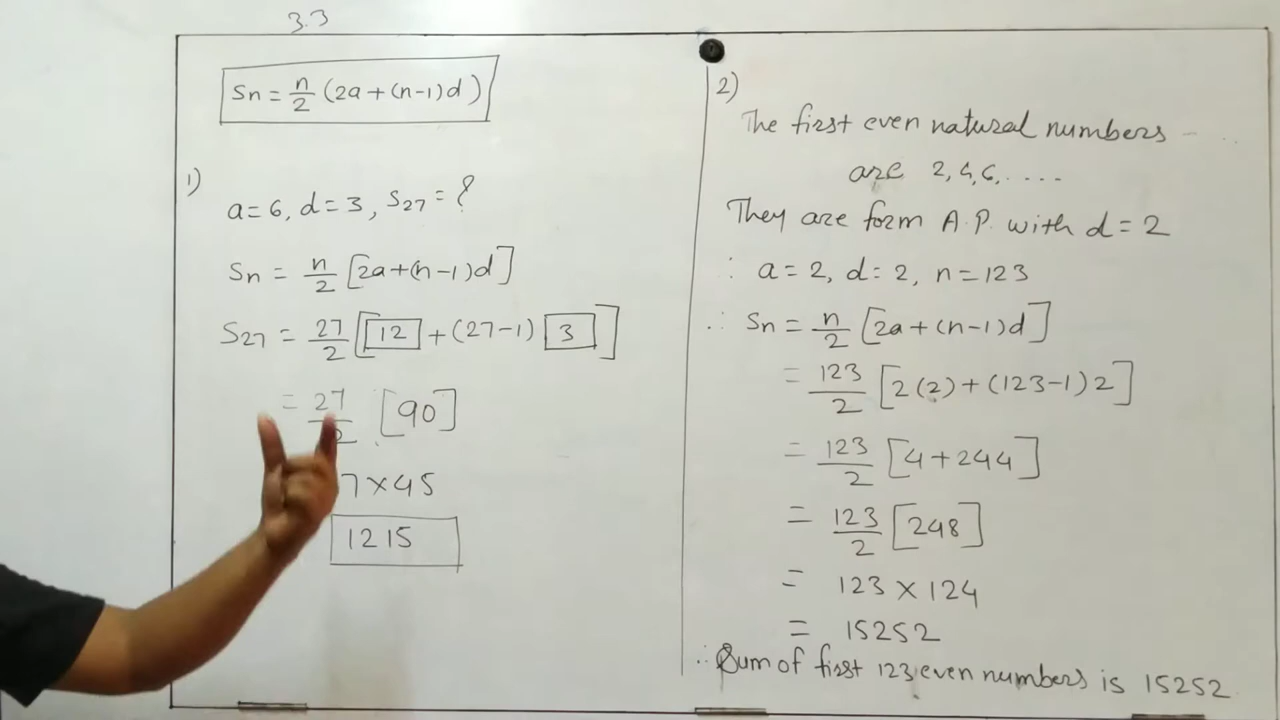 3.3
Sn = n/2 (2a+(n-1)d)
1)
a=6, d=3, S27=?
Sn = n/2 [2a+(n-1)d]
S27 = 27/2 [12+(27-1)3]
= 27/2 [90]
7×45
1215
2)
The first even natural numbers
are 2,4,6,....
They are form A.P. with d=2
∴ a=2, d=2, n=123
∴ Sn = n/2 [2a+(n-1)d]
= 123/2 [2(2)+(123-1)2]
= 123/2 [4+244]
= 123/2 [248]
= 123×124
= 15252
∴ Sum of first 123 even numbers is 15252